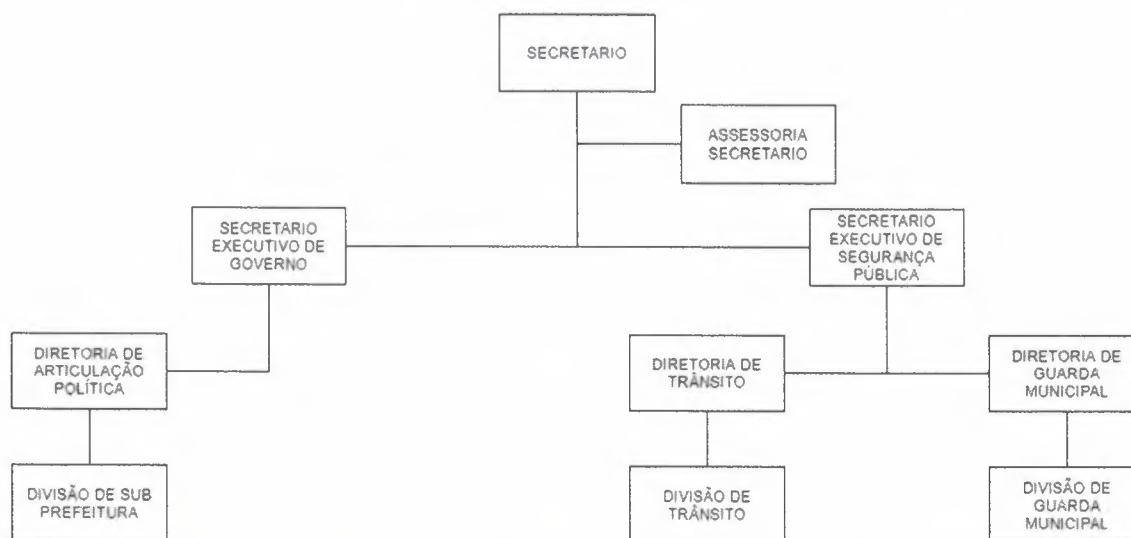 SECRETARIO
ASSESSORIA
SECRETARIO
SECRETARIO
EXECUTIVO DE
GOVERNO
SECRETARIO
EXECUTIVO DE
SEGURANÇA
PÚBLICA
DIRETORIA DE
ARTICULAÇÃO
POLÍTICA
DIRETORIA DE
TRÂNSITO
DIRETORIA DE
GUARDA
MUNICIPAL
DIVISÃO DE SUB
PREFEITURA
DIVISÃO DE
TRÂNSITO
DIVISÃO DE
GUARDA
MUNICIPAL